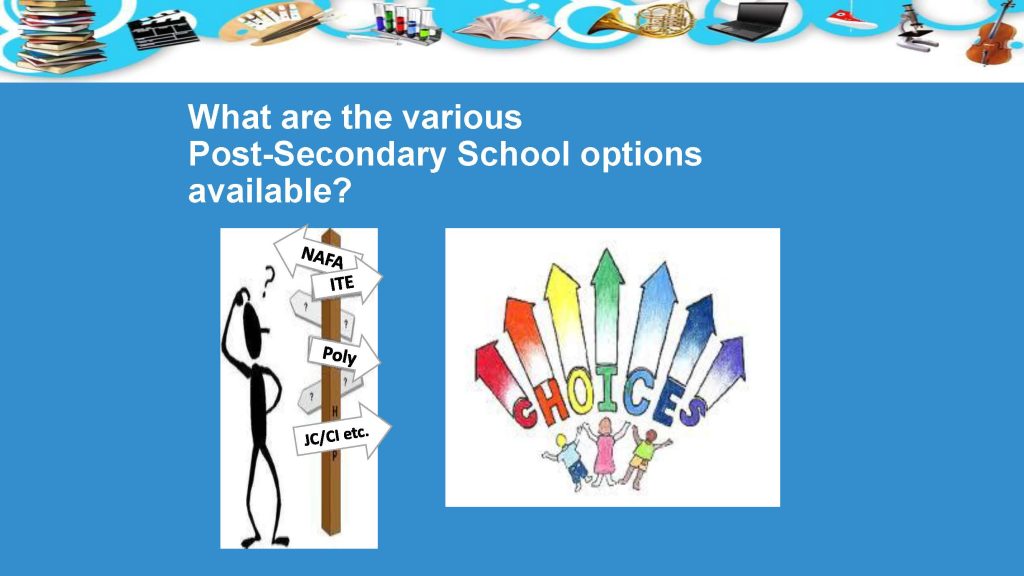 What are the various
Post-Secondary School options
available?
NAFA
?
ITE
?
?
Poly
?
?
H
JC/CI etc.
P
CHOICES